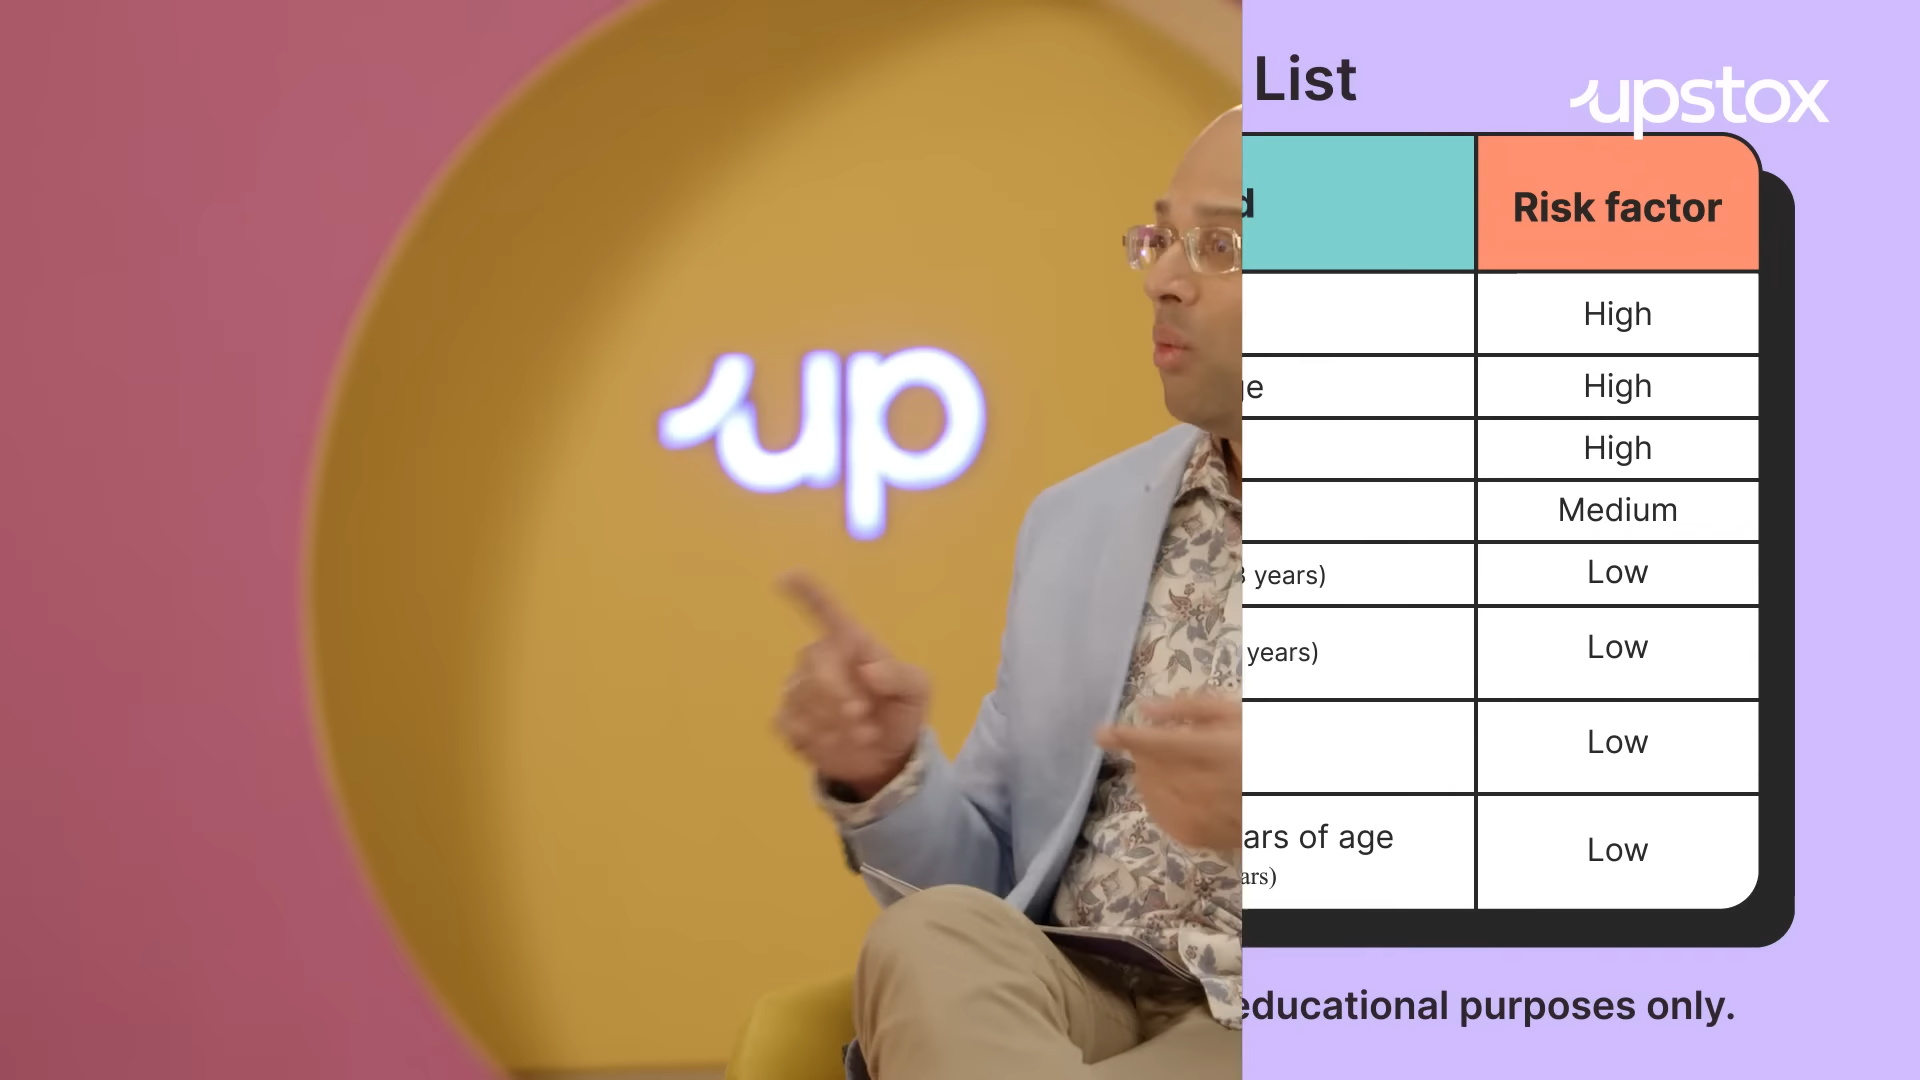 up
List
upstox
Risk factor
High
High
High
Medium
years) Low
years) Low
Low
of age Low
educational purposes only.